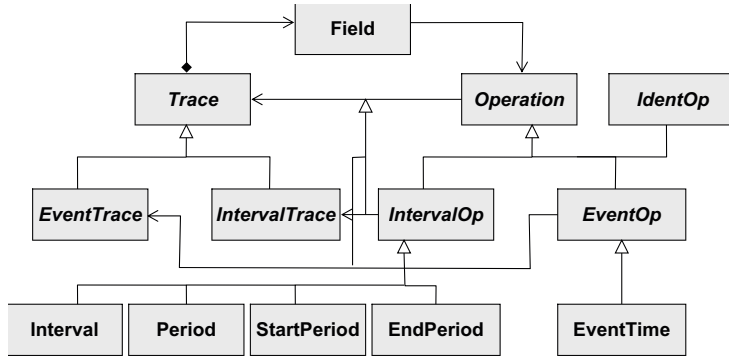 Field
Trace
Operation
IdentOp
EventTrace
IntervalTrace
IntervalOp
EventOp
Interval
Period
StartPeriod
EndPeriod
EventTime